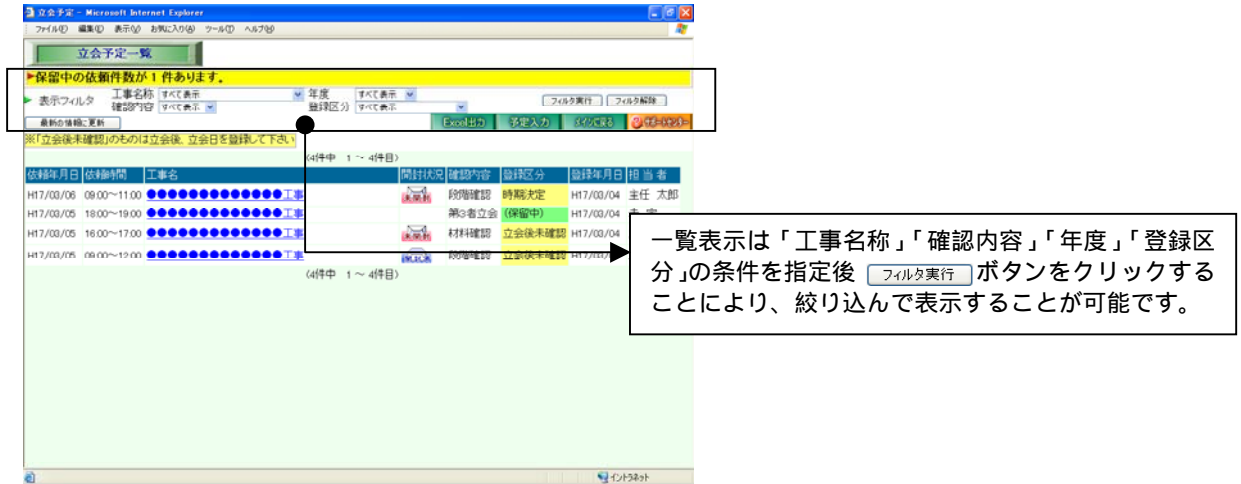 立会予定 - Microsoft Internet Explorer
ファイル(F) 編集(E) 表示(V) お気に入り(A) ツール(T) ヘルプ(H)
立会予定一覧
▶保留中の依頼件数が 1 件あります。
▶ 表示フィルタ 工事名称 すべて表示 年度 すべて表示
確認内容 すべて表示 登録区分 すべて表示 フィルタ実行 フィルタ解除
最新の情報に更新 Excel出力 予定入力
※「立会後未確認」のものは立会後、立会日を登録して下さい
(4件中 1 ~ 4件目)
依頼年月日 依頼時間 工事名 開封状況 確認内容 登録区分 登録年月日 担当者
H17/03/06 09:00~11:00 ●●●●●●●●●●●●●工事 未開封 段階確認 時期決定 H17/03/04 主任 太郎
H17/03/05 18:00~19:00 ●●●●●●●●●●●●●工事 第3者立会 (保留中) H17/03/04
H17/03/05 16:00~17:00 ●●●●●●●●●●●●●工事 未開封 材料確認 立会後未確認 H17/03/04
H17/03/05 09:00~12:00 ●●●●●●●●●●●●●工事 段階確認 立会後未確認
(4件中 1 ~ 4件目)
一覧表示は「工事名称」「確認内容」「年度」「登録区
分」の条件を指定後 フィルタ実行 ボタンをクリックする
ことにより、絞り込んで表示することが可能です。
イントラネット